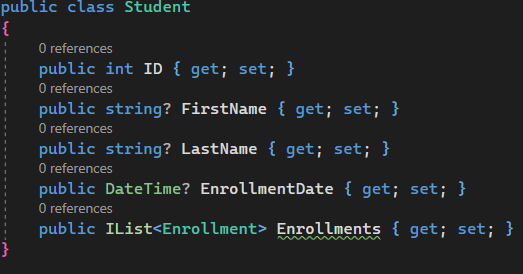 public class Student
{
0 references
public int ID { get; set; }
0 references
public string? FirstName { get; set; }
0 references
public string? LastName { get; set; }
0 references
public DateTime? EnrollmentDate { get; set; }
0 references
public IList<Enrollment> Enrollments { get; set; }
}